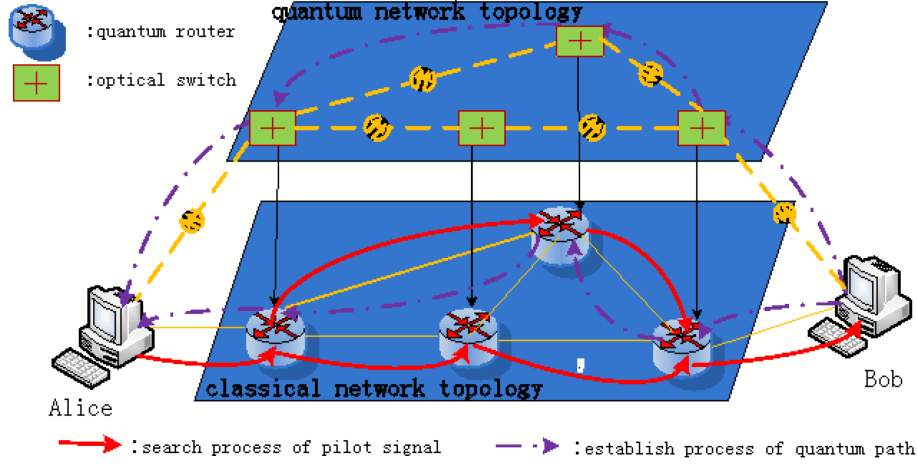 quantum network topology
:quantum router
:optical switch
classical network topology
Alice
Bob
:search process of pilot signal
:establish process of quantum path